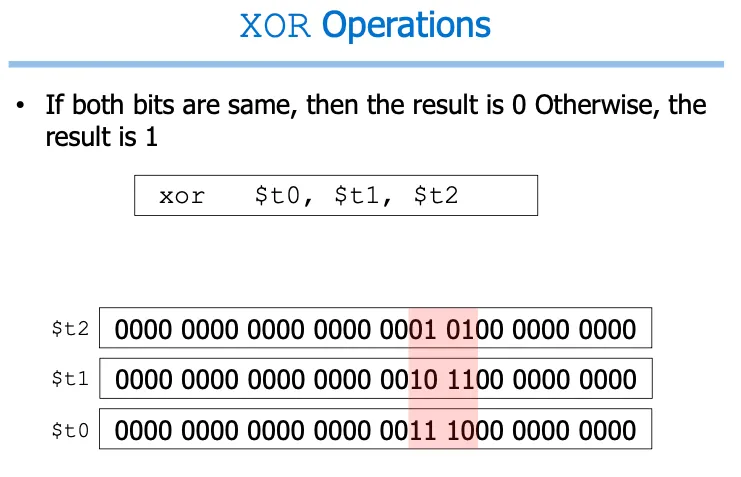 XOR Operations
• If both bits are same, then the result is 0 Otherwise, the
result is 1
xor $t0, $t1, $t2
$t2 0000 0000 0000 0000 0001 0100 0000 0000
$t1 0000 0000 0000 0000 0010 1100 0000 0000
$t0 0000 0000 0000 0000 0011 1000 0000 0000